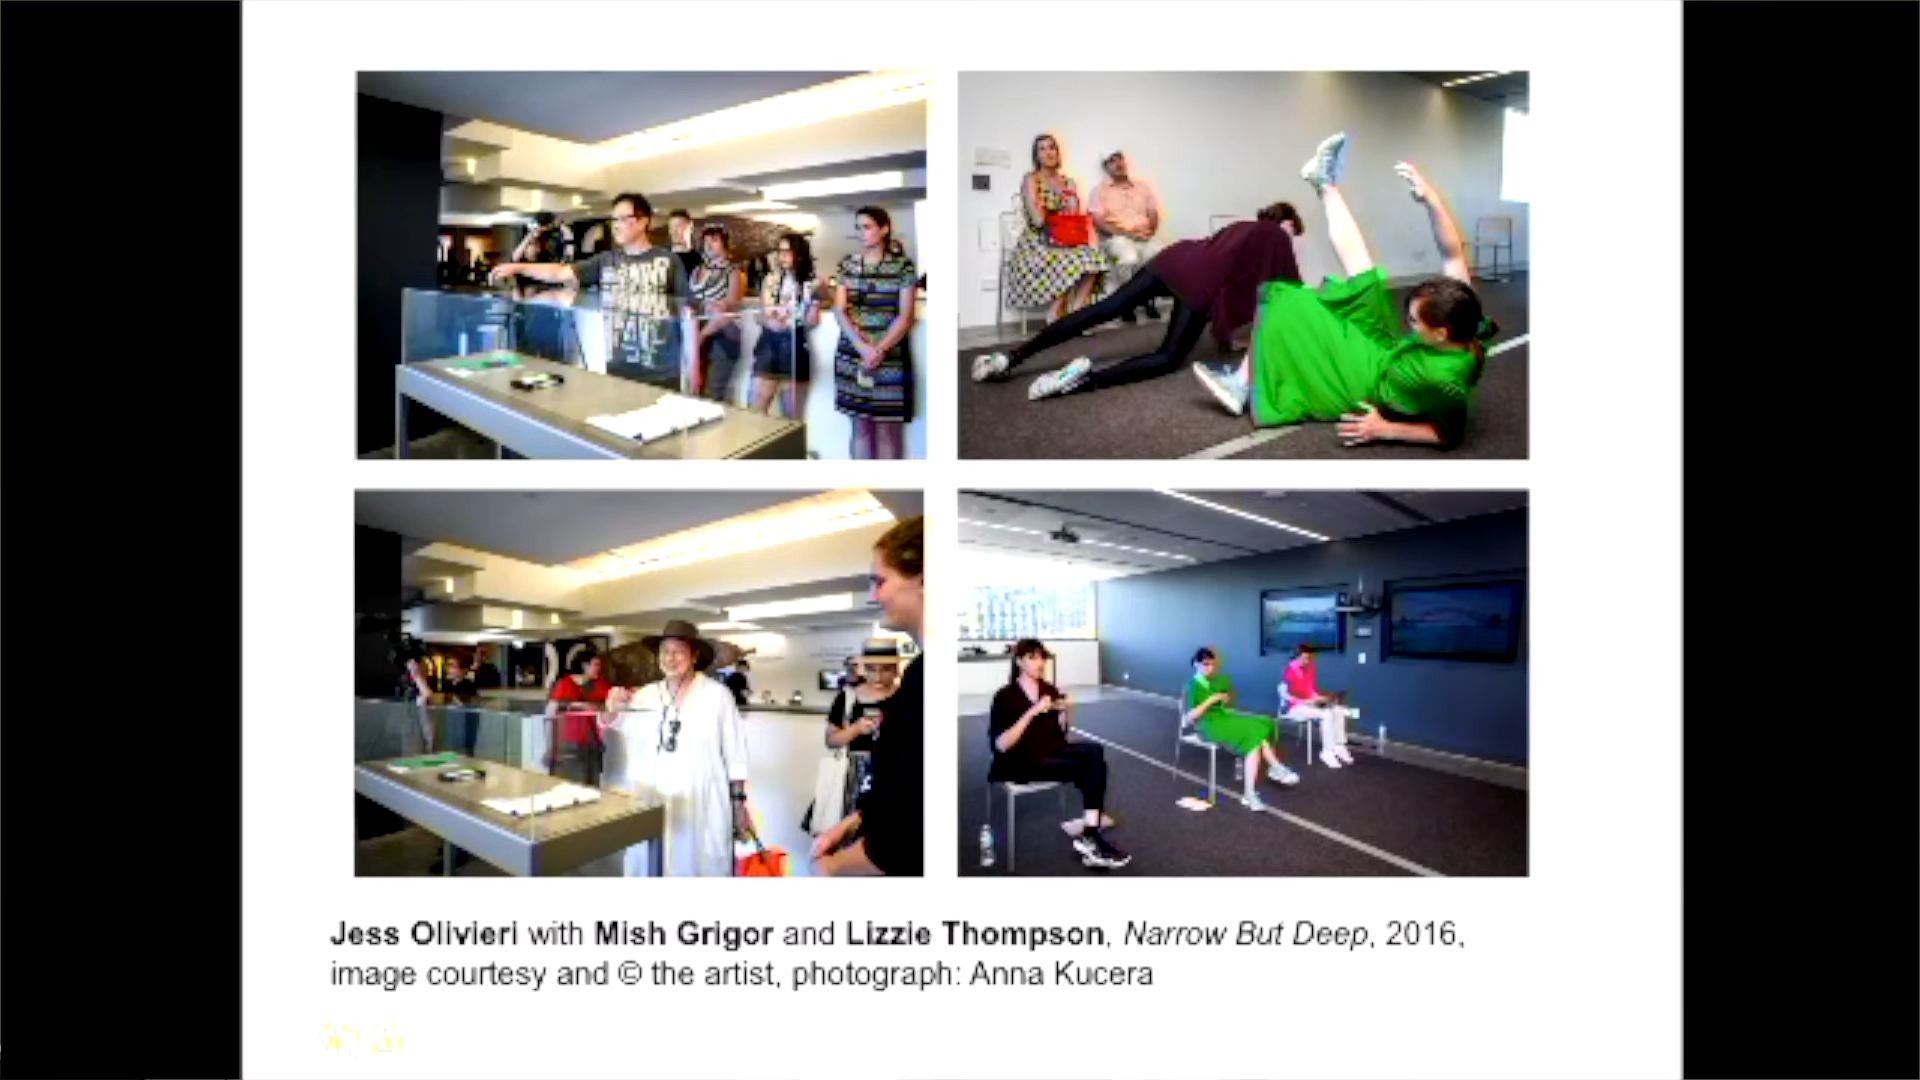 Jess Olivieri with Mish Grigor and Lizzie Thompson, Narrow But Deep, 2016,
image courtesy and © the artist, photograph: Anna Kucera